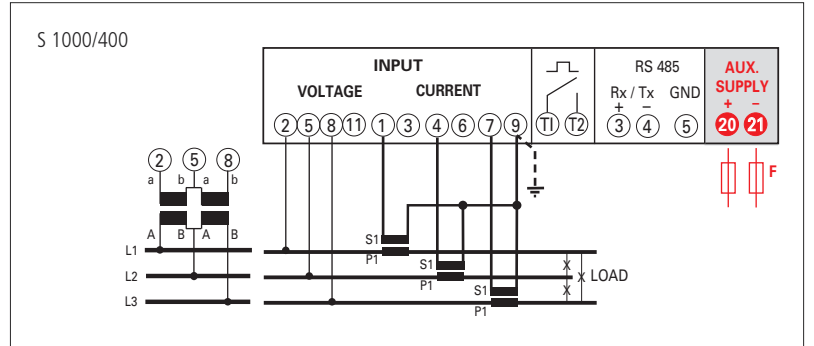 S 1000/400
INPUT
VOLTAGE CURRENT
2 5 8 11 1 3 4 6 7 9
T1 T2
RS 485
Rx / Tx GND
+ –
3 4 5
AUX.
SUPPLY
+ –
20 21
F
2 5 8
a b a b
A B A B
L1
L2
L3
S1
P1
S1
P1
S1
P1
X
X X LOAD
X